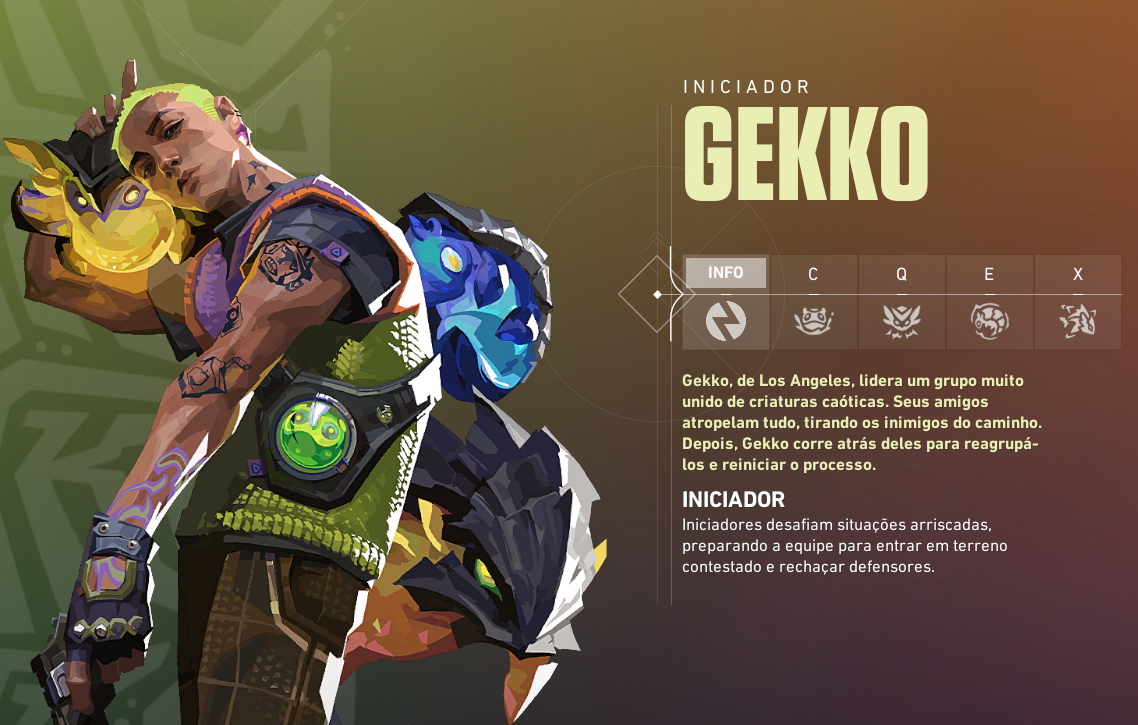 INICIADOR
GEKKO
INFO C Q E X
Gekko, de Los Angeles, lidera um grupo muito
unido de criaturas caóticas. Seus amigos
atropelam tudo, tirando os inimigos do caminho.
Depois, Gekko corre atrás deles para reagrupá-
los e reiniciar o processo.
INICIADOR
Iniciadores desafiam situações arriscadas,
preparando a equipe para entrar em terreno
contestado e rechaçar defensores.